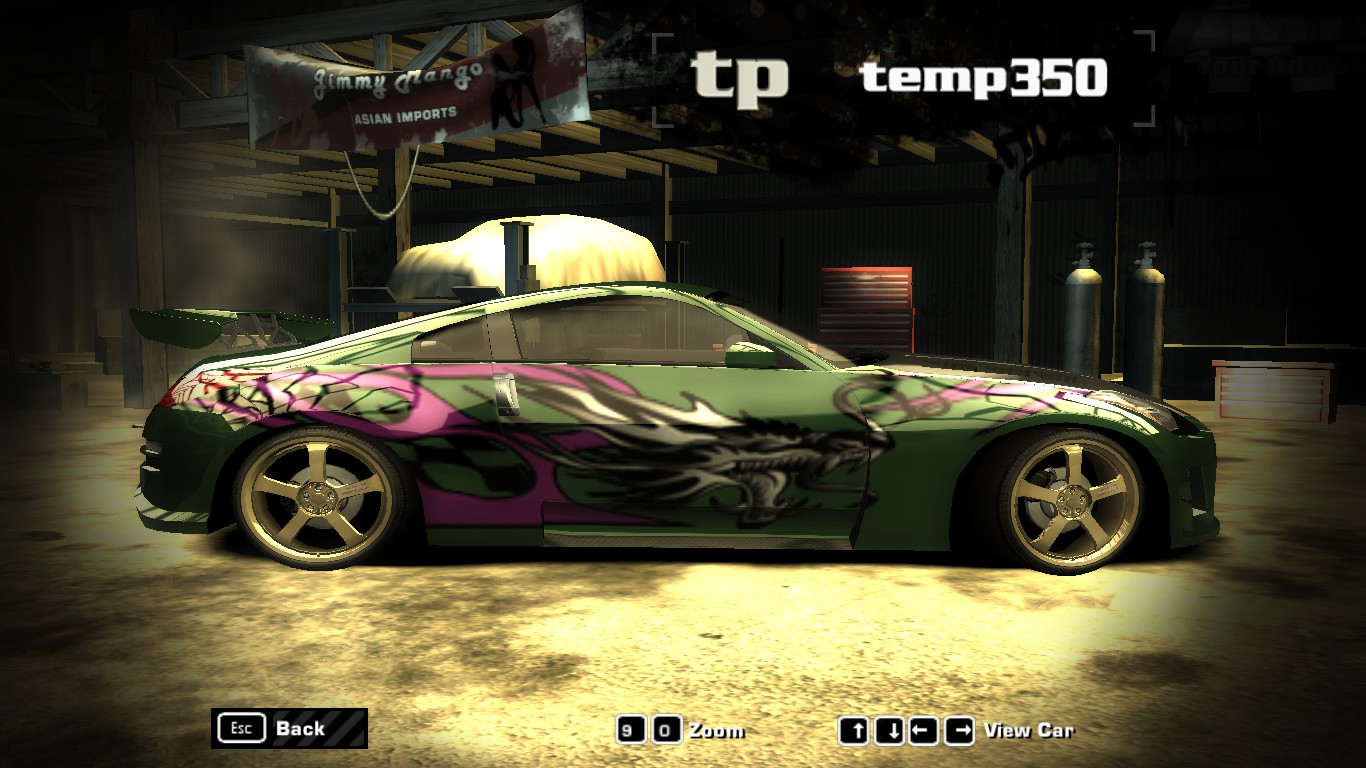 Jimmy Mango
ASIAN IMPORTS
tp
temp350
Esc Back
9 0 Zoom
↑ ↓ ← → View Car